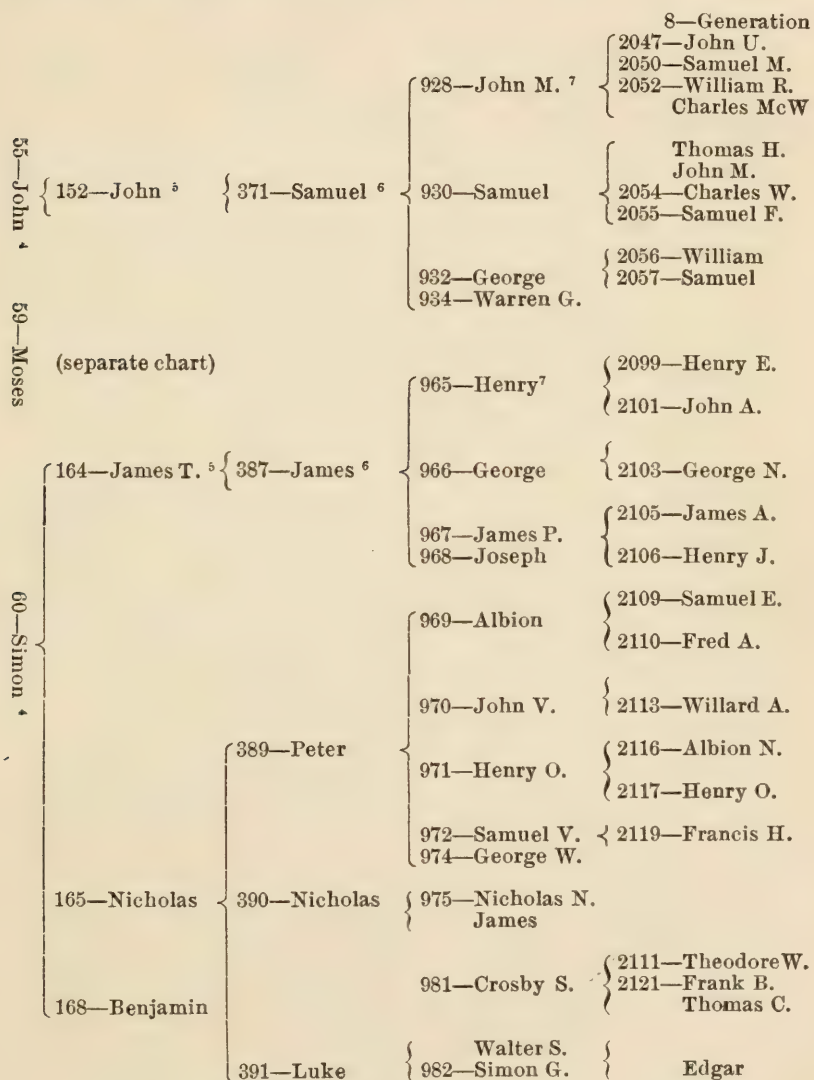 8—Generation
2047—John U.
928—John M. 7 2050—Samuel M.
2052—William R.
Charles McW
Thomas H.
John M.
55—John 4 152—John 5 371—Samuel 6 930—Samuel 2054—Charles W.
2055—Samuel F.
2056—William
932—George 2057—Samuel
934—Warren G.
59—Moses (separate chart)
2099—Henry E.
965—Henry7
2101—John A.
164—James T. 5 387—James 6 966—George 2103—George N.
2105—James A.
967—James P.
968—Joseph 2106—Henry J.
60—Simon 4
2109—Samuel E.
969—Albion
2110—Fred A.
970—John V. 2113—Willard A.
389—Peter 2116—Albion N.
971—Henry O.
2117—Henry O.
972—Samuel V. 2119—Francis H.
974—George W.
165—Nicholas 390—Nicholas 975—Nicholas N.
James
2111—Theodore W.
981—Crosby S. 2121—Frank B.
168—Benjamin Thomas C.
Walter S.
391—Luke 982—Simon G. Edgar